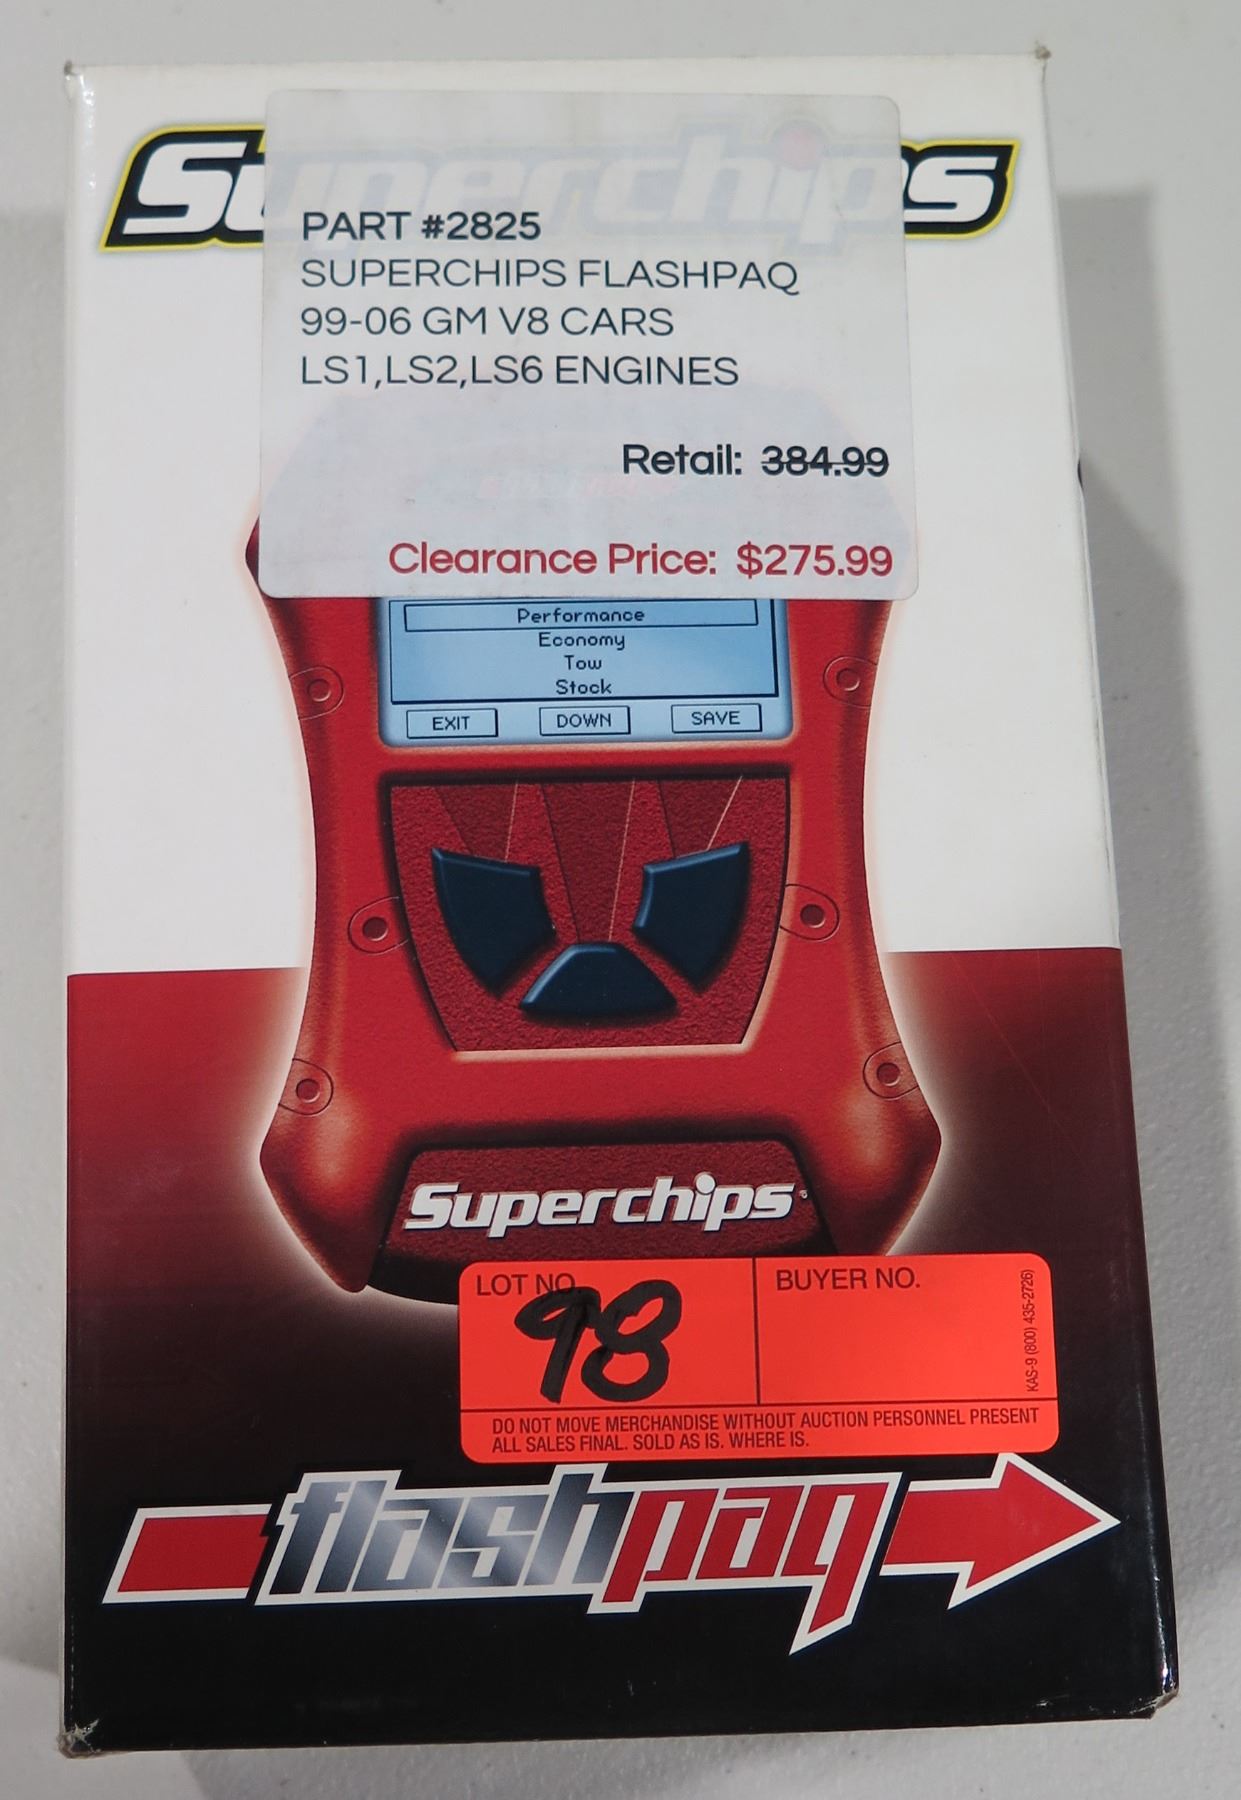 Superchips
PART #2825
SUPERCHIPS FLASHPAQ
99-06 GM V8 CARS
LS1,LS2,LS6 ENGINES
Retail: 384.99
Clearance Price: $275.99
Performance
Economy
Tow
Stock
EXIT DOWN SAVE
Superchips
LOT NO. BUYER NO.
98
KAS-9 (800) 435-2726)
DO NOT MOVE MERCHANDISE WITHOUT AUCTION PERSONNEL PRESENT
ALL SALES FINAL. SOLD AS IS. WHERE IS.
flashpaq